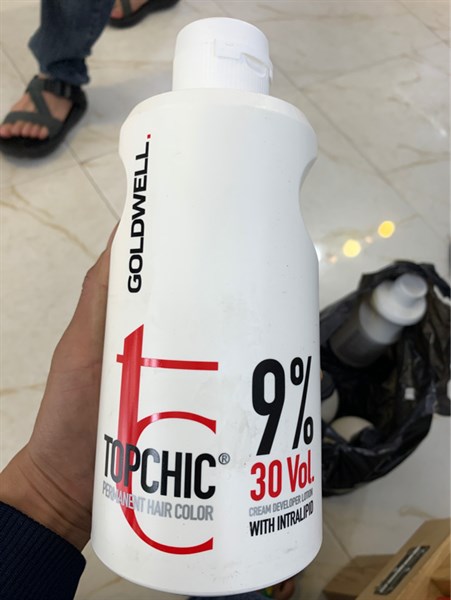 GOLDWELL.
tc
TOPCHIC®
PERMANENT HAIR COLOR
9%
30 Vol.
CREAM DEVELOPER LOTION
WITH INTRALIPID